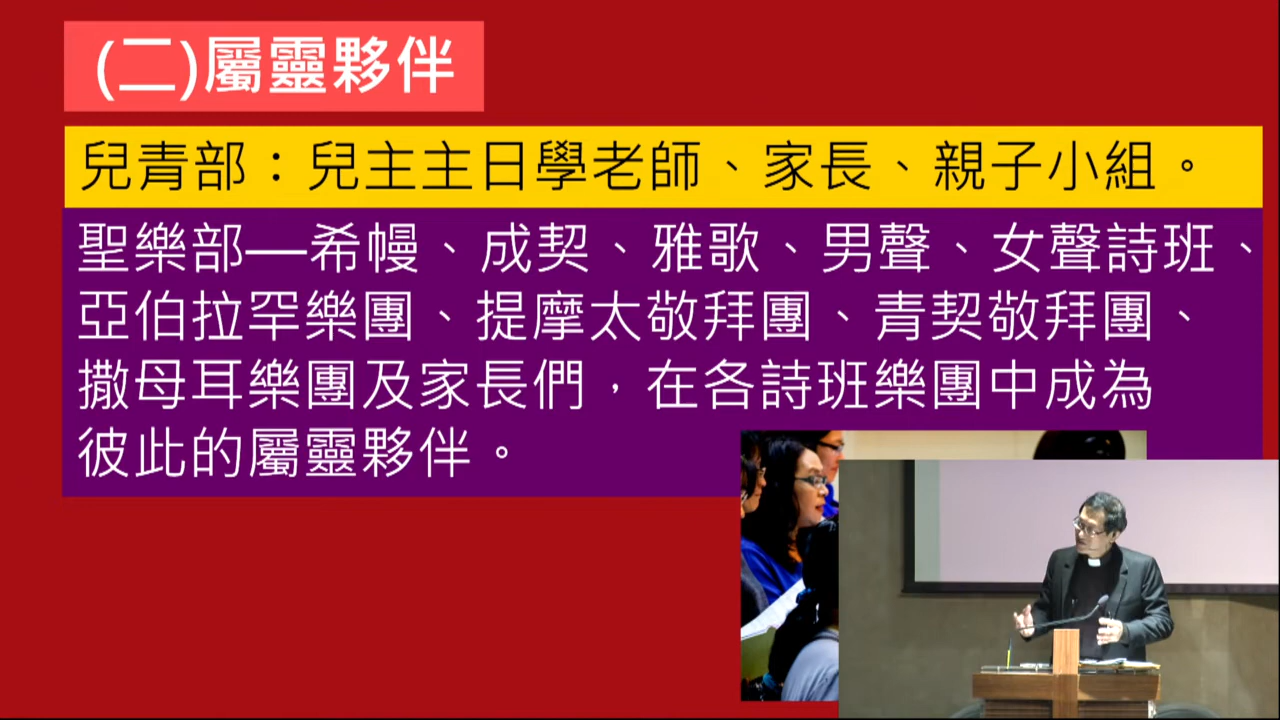 (二)屬靈夥伴
兒青部：兒主主日學老師、家長、親子小組。
聖樂部—希幔、成契、雅歌、男聲、女聲詩班、
亞伯拉罕樂團、提摩太敬拜團、青契敬拜團、
撒母耳樂團及家長們，在各詩班樂團中成為
彼此的屬靈夥伴。